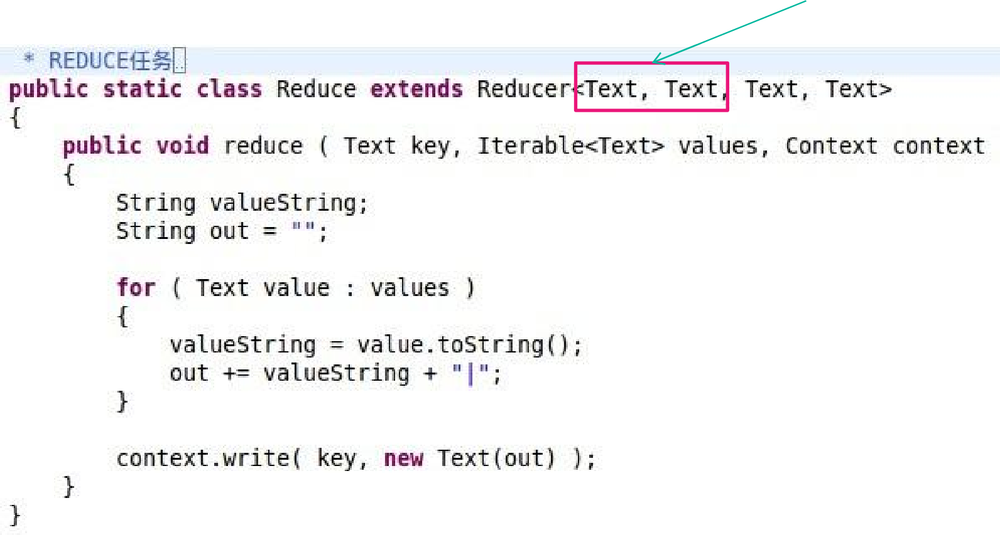 * REDUCE任务
public static class Reduce extends Reducer<Text, Text, Text, Text>
{
public void reduce ( Text key, Iterable<Text> values, Context context
{
String valueString;
String out = "";
for ( Text value : values )
{
valueString = value.toString();
out += valueString + "|";
}
context.write( key, new Text(out) );
}
}